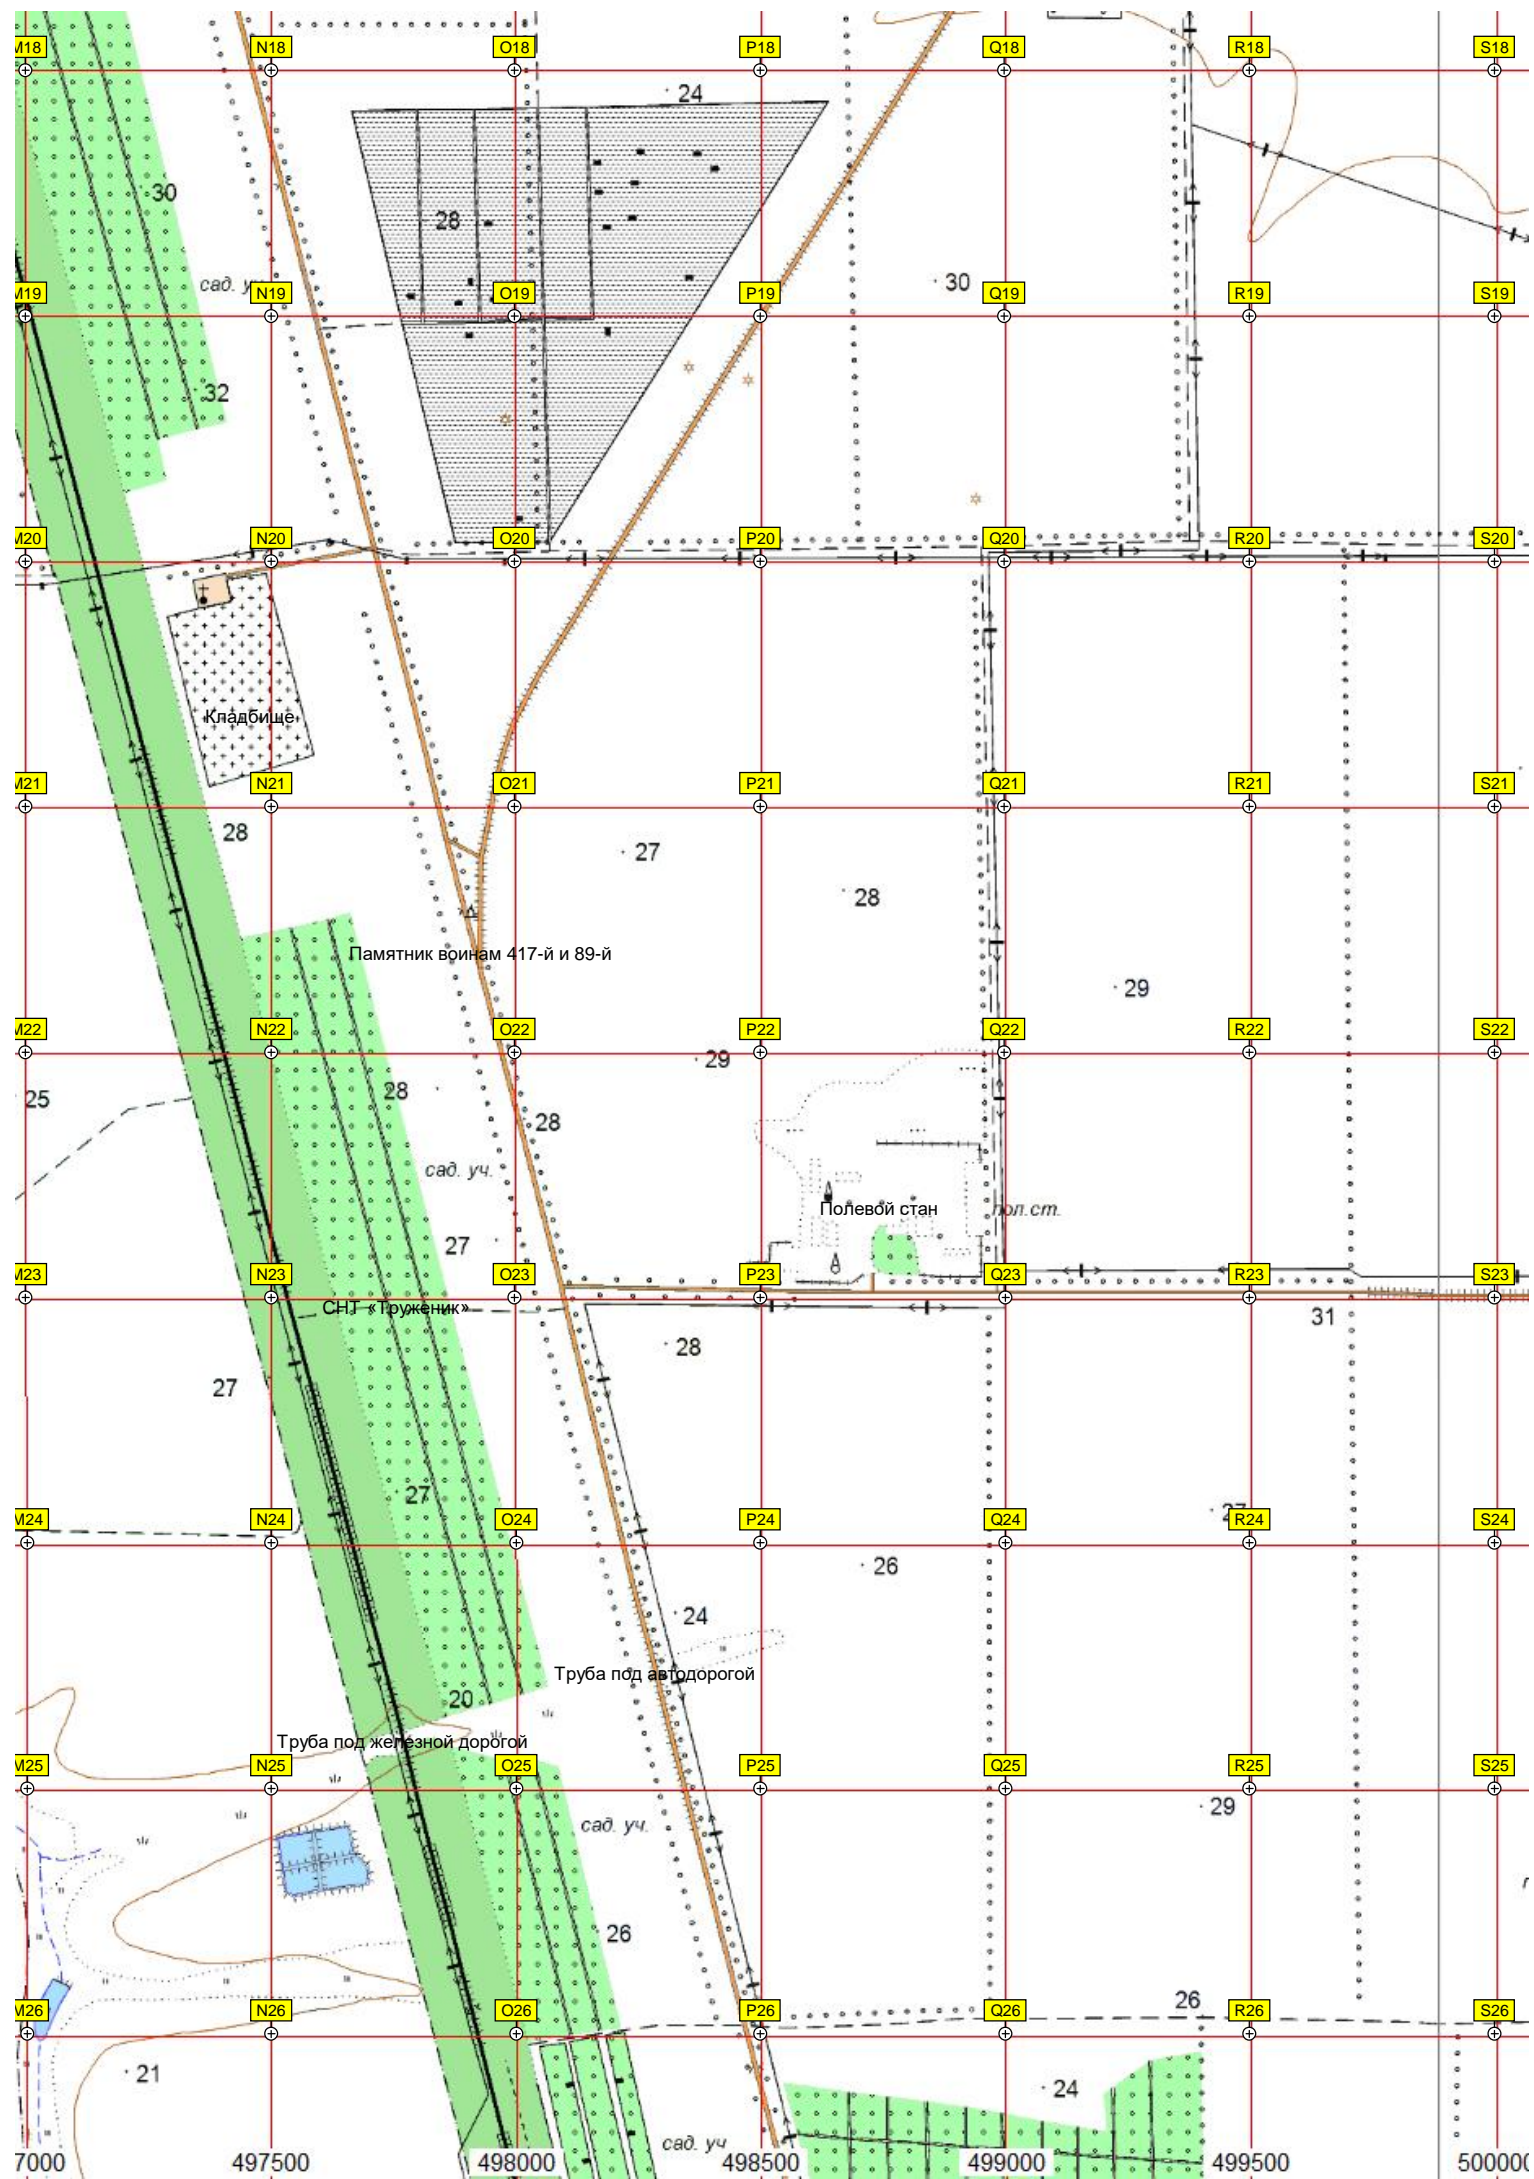 M18 N18 O18 P18 Q18 R18 S18
24
30
28
сад. у
30
M19 N19 O19 P19 Q19 R19 S19
32
M20 N20 O20 P20 Q20 R20 S20
Кладбище
M21 N21 O21 P21 Q21 R21 S21
28
27
28
Памятник воинам 417-й и 89-й
29
M22 N22 O22 P22 Q22 R22 S22
29
25
28
28
сад. уч.
Полевой стан
пол.ст.
27
M23 N23 O23 P23 Q23 R23 S23
СНТ «Труженик»
31
28
27
27
M24 N24 O24 P24 Q24 R24 S24
26
24
Труба под автодорогой
20
Труба под железной дорогой
M25 N25 O25 P25 Q25 R25 S25
29
сад. уч.
26
26
M26 N26 O26 P26 Q26 R26 S26
21
24
сад. уч
7000 497500 498000 498500 499000 499500 500000